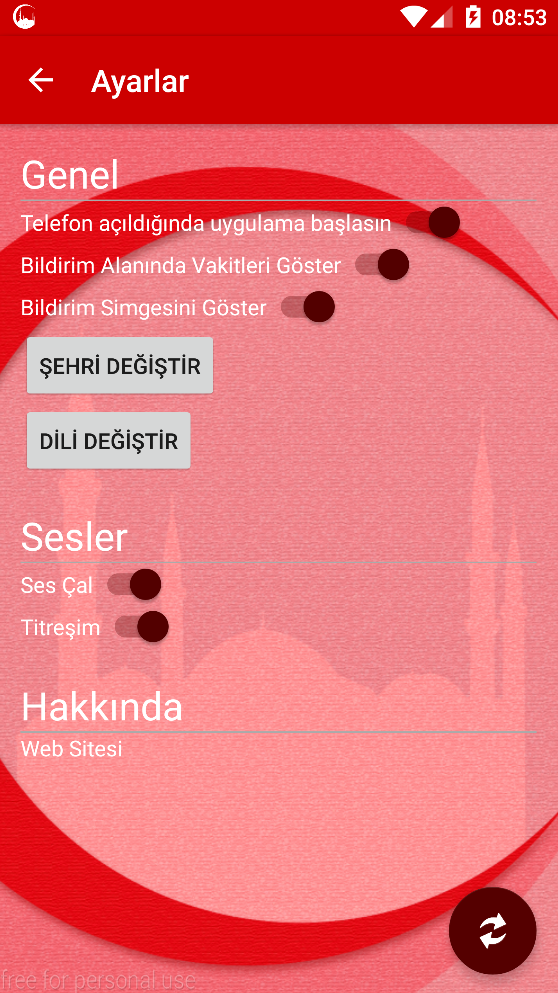 08:53
Ayarlar
Genel
Telefon açıldığında uygulama başlasın
Bildirim Alanında Vakitleri Göster
Bildirim Simgesini Göster
ŞEHRİ DEĞİŞTİR
DİLİ DEĞİŞTİR
Sesler
Ses Çal
Titreşim
Hakkında
Web Sitesi
free for personal use